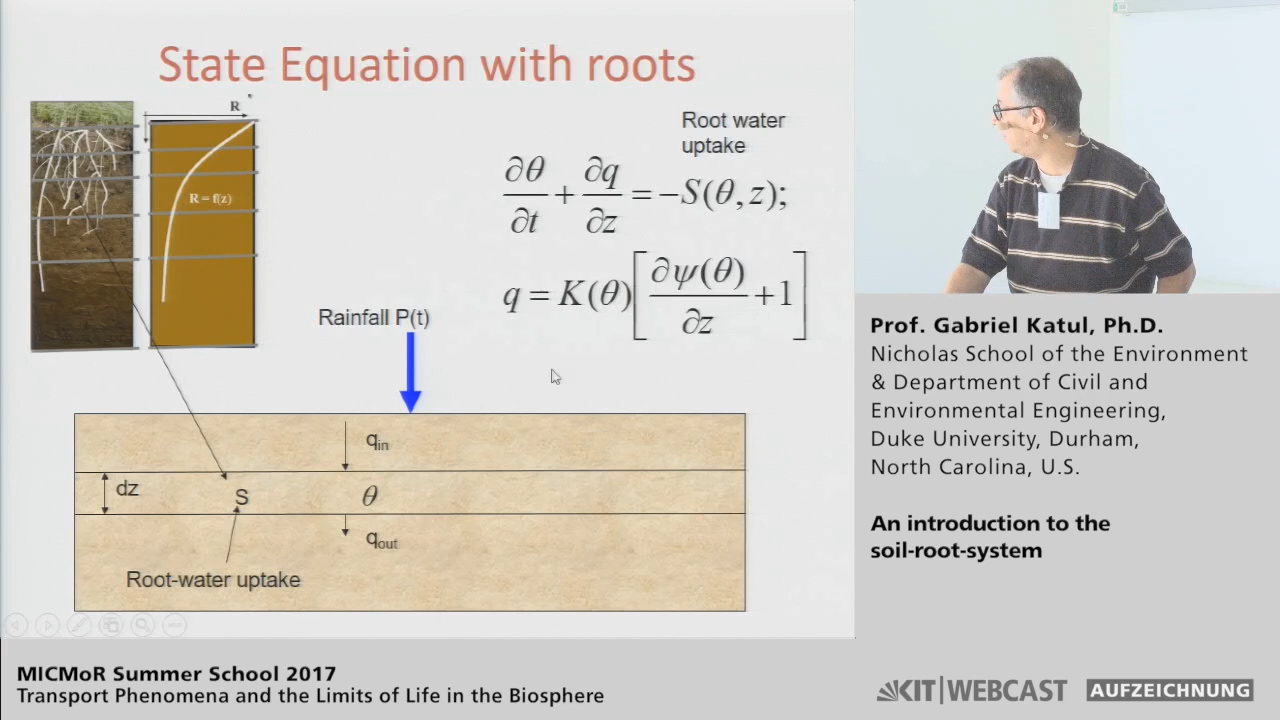 State Equation with roots
R
R = f(z)
Root water
uptake
∂θ/∂t + ∂q/∂z = −S(θ, z);
q = K(θ)[∂ψ(θ)/∂z + 1]
Rainfall P(t)
q_in
dz
S
θ
q_out
Root-water uptake
Prof. Gabriel Katul, Ph.D.
Nicholas School of the Environment
& Department of Civil and
Environmental Engineering,
Duke University, Durham,
North Carolina, U.S.
An introduction to the
soil-root-system
MICMoR Summer School 2017
Transport Phenomena and the Limits of Life in the Biosphere
KIT|WEBCAST
AUFZEICHNUNG